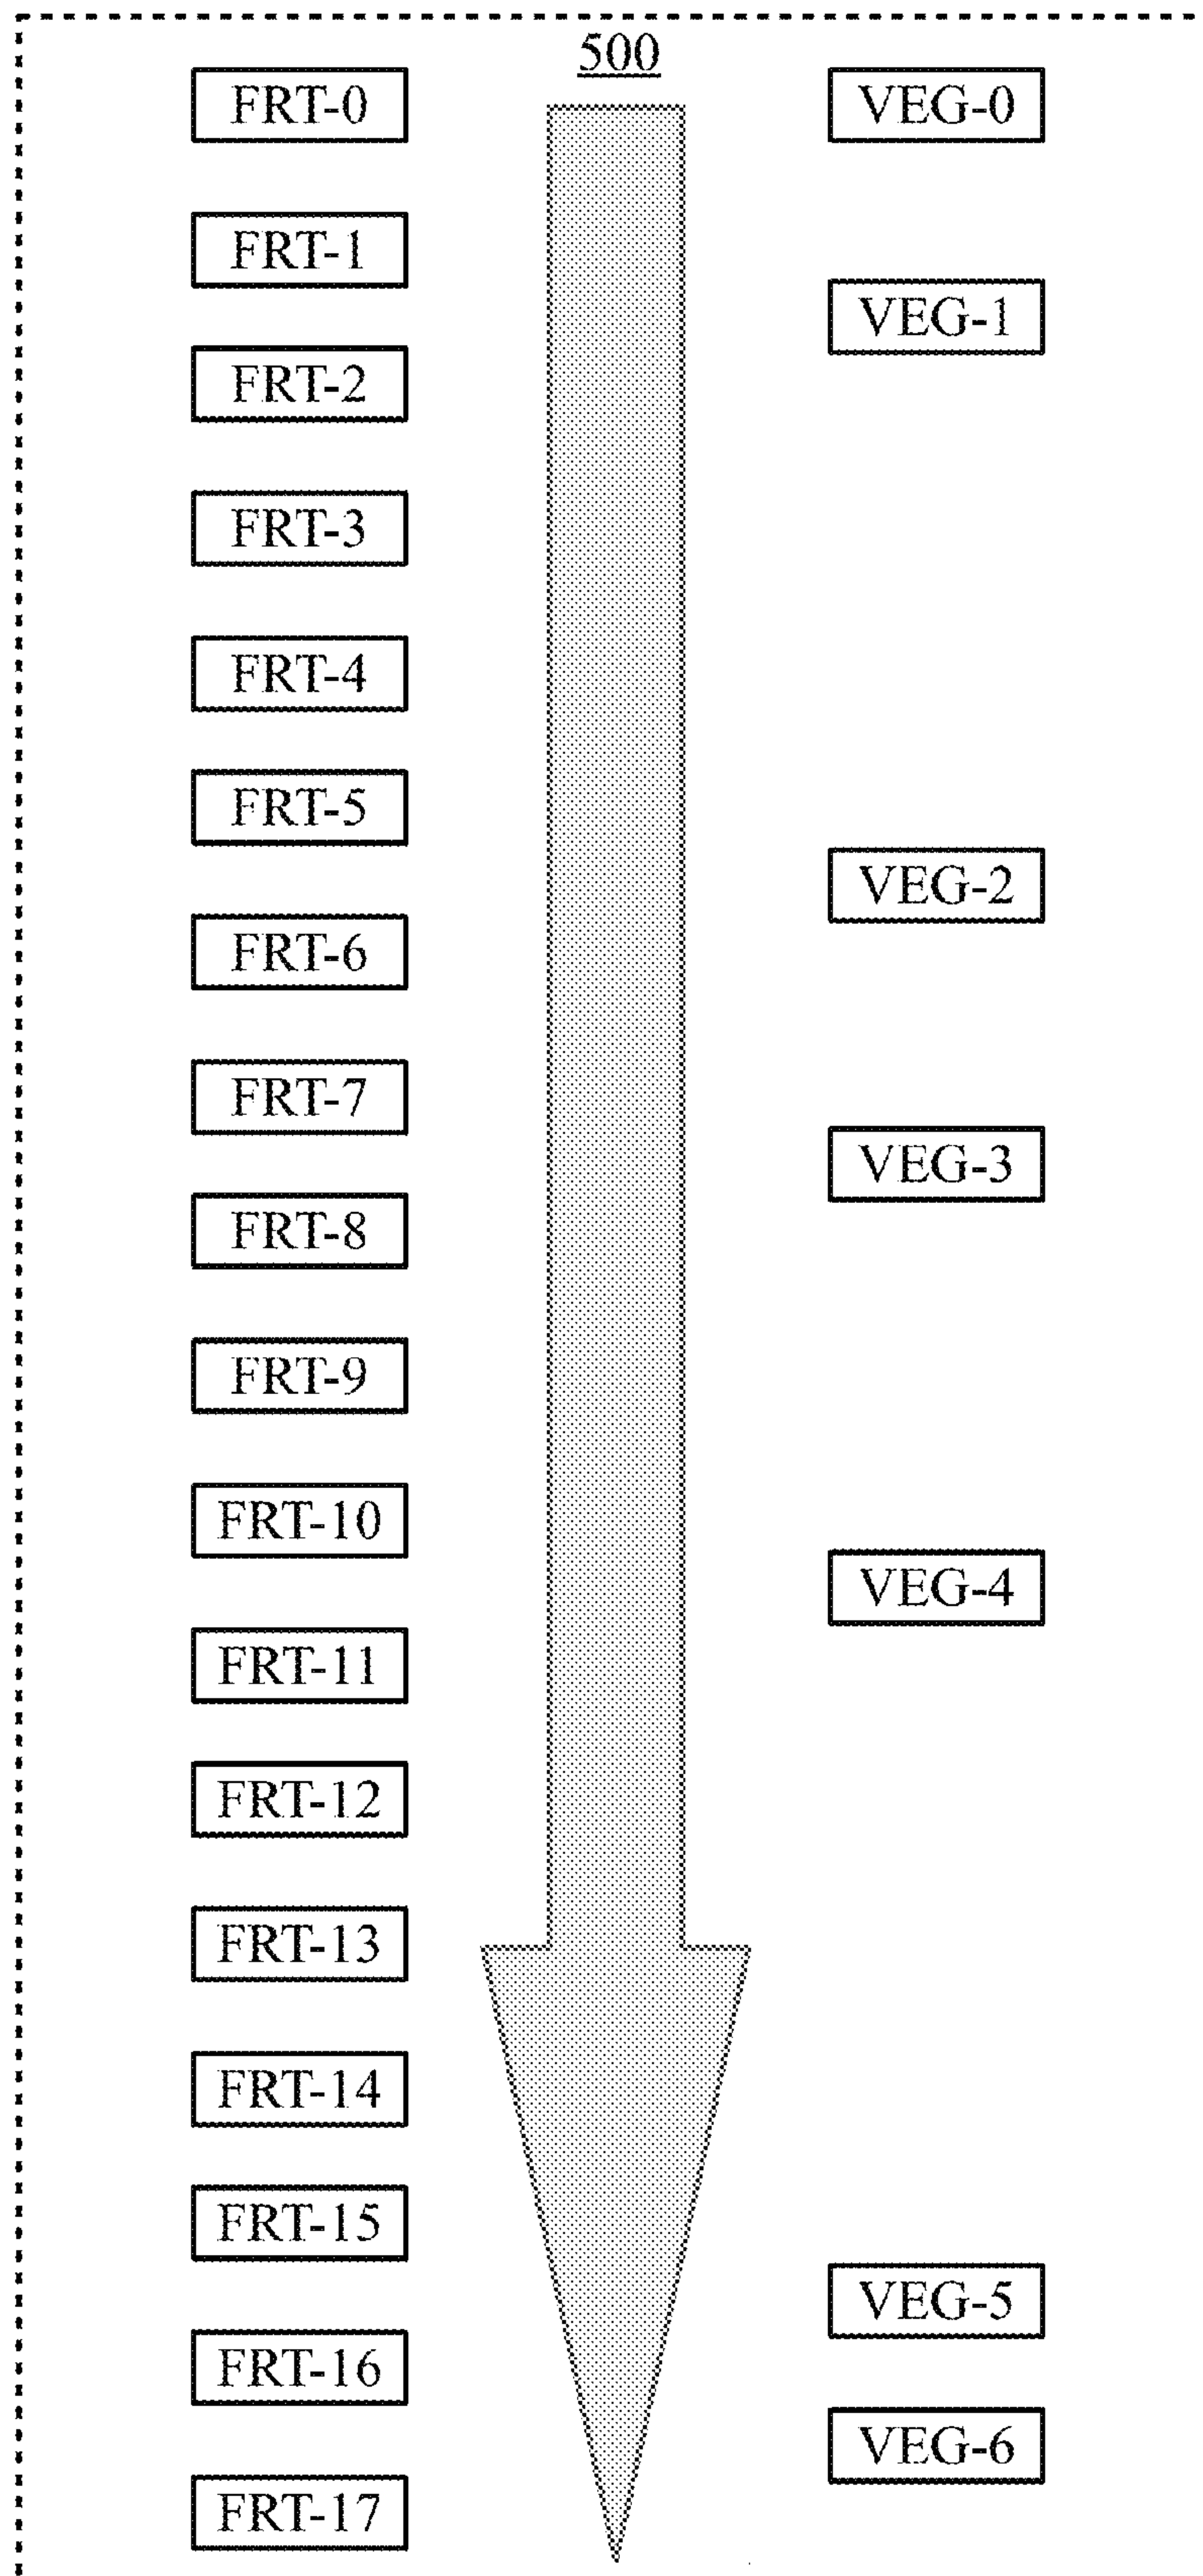 500
FRT-0
VEG-0
FRT-1
VEG-1
FRT-2
FRT-3
FRT-4
FRT-5
VEG-2
FRT-6
FRT-7
VEG-3
FRT-8
FRT-9
FRT-10
VEG-4
FRT-11
FRT-12
FRT-13
FRT-14
FRT-15
VEG-5
FRT-16
VEG-6
FRT-17